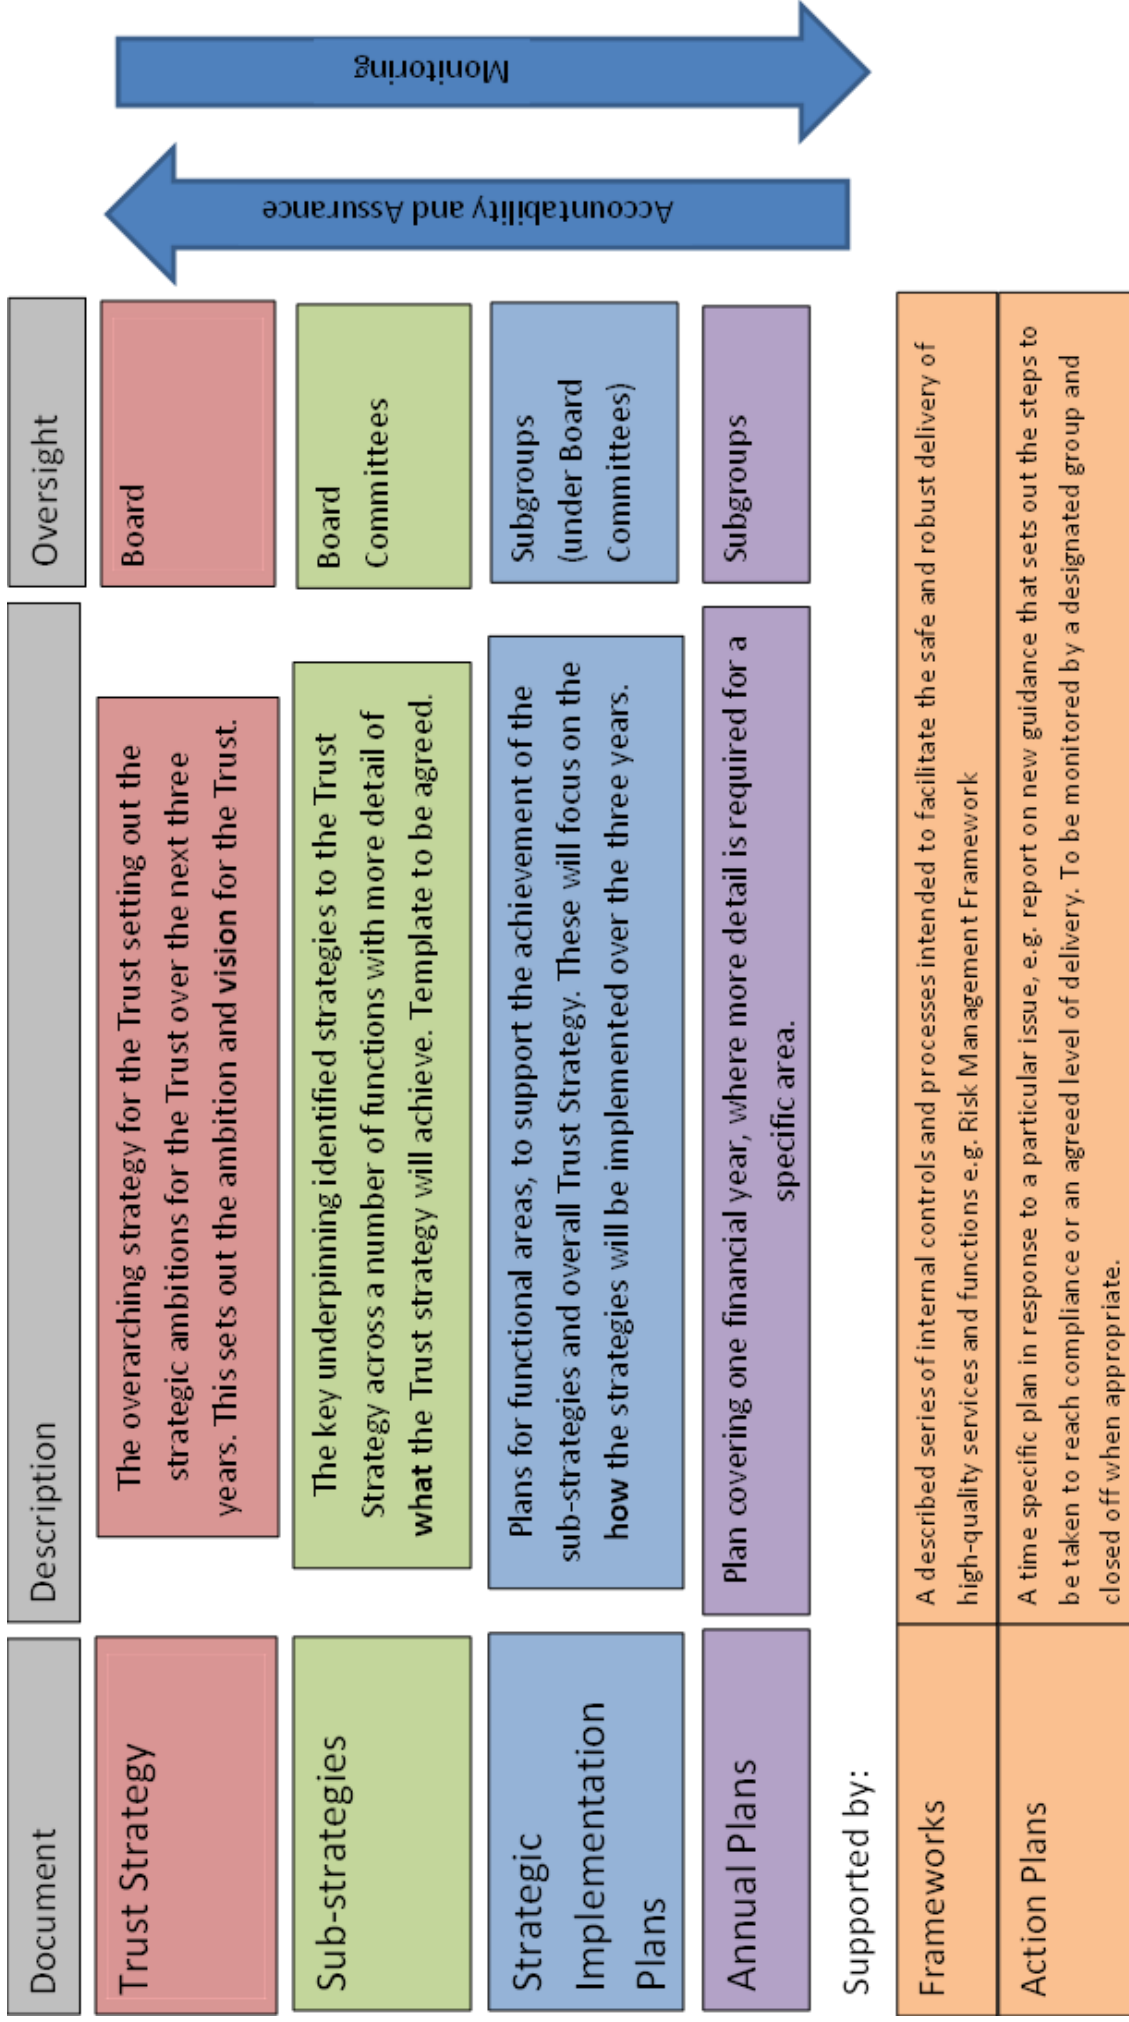 Document
Description
Oversight
Trust Strategy
The overarching strategy for the Trust setting out the
strategic ambitions for the Trust over the next three
years. This sets out the ambition and vision for the Trust.
Board
Sub-strategies
The key underpinning identified strategies to the Trust
Strategy across a number of functions with more detail of
what the Trust strategy will achieve. Template to be agreed.
Board
Committees
Strategic
Implementation
Plans
Plans for functional areas, to support the achievement of the
sub-strategies and overall Trust Strategy. These will focus on the
how the strategies will be implemented over the three years.
Subgroups
(under Board
Committees)
Annual Plans
Plan covering one financial year, where more detail is required for a
specific area.
Subgroups
Accountability and Assurance
Monitoring
Supported by:
Frameworks
A described series of internal controls and processes intended to facilitate the safe and robust delivery of
high-quality services and functions e.g. Risk Management Framework
Action Plans
A time specific plan in response to a particular issue, e.g. report on new guidance that sets out the steps to
be taken to reach compliance or an agreed level of delivery. To be monitored by a designated group and
closed off when appropriate.